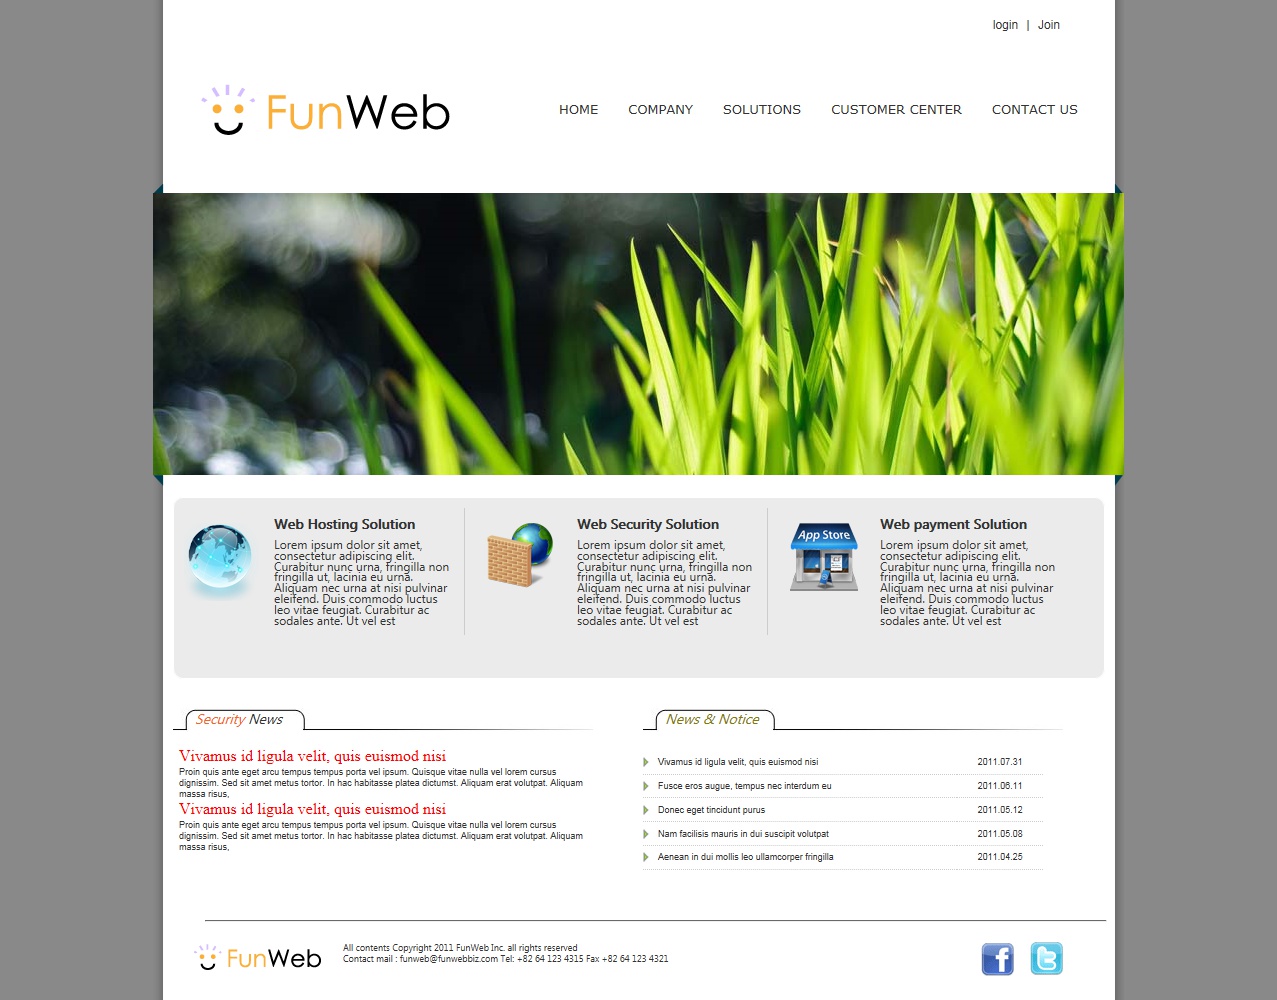 login | Join
FunWeb
HOME COMPANY SOLUTIONS CUSTOMER CENTER CONTACT US
Web Hosting Solution
Lorem ipsum dolor sit amet,
consectetur adipiscing elit.
Curabitur nunc urna, fringilla non
fringilla ut, lacinia eu urna.
Aliquam nec urna at nisi pulvinar
eleifend. Duis commodo luctus
leo vitae feugiat. Curabitur ac
sodales ante. Ut vel est
Web Security Solution
Lorem ipsum dolor sit amet,
consectetur adipiscing elit.
Curabitur nunc urna, fringilla non
fringilla ut, lacinia eu urna.
Aliquam nec urna at nisi pulvinar
eleifend. Duis commodo luctus
leo vitae feugiat. Curabitur ac
sodales ante. Ut vel est
App Store
Web payment Solution
Lorem ipsum dolor sit amet,
consectetur adipiscing elit.
Curabitur nunc urna, fringilla non
fringilla ut, lacinia eu urna.
Aliquam nec urna at nisi pulvinar
eleifend. Duis commodo luctus
leo vitae feugiat. Curabitur ac
sodales ante. Ut vel est
Security News
Vivamus id ligula velit, quis euismod nisi
Proin quis ante eget arcu tempus tempus porta vel ipsum. Quisque vitae nulla vel lorem cursus
dignissim. Sed sit amet metus tortor. In hac habitasse platea dictumst. Aliquam erat volutpat. Aliquam
massa risus,
Vivamus id ligula velit, quis euismod nisi
Proin quis ante eget arcu tempus tempus porta vel ipsum. Quisque vitae nulla vel lorem cursus
dignissim. Sed sit amet metus tortor. In hac habitasse platea dictumst. Aliquam erat volutpat. Aliquam
massa risus,
News & Notice
Vivamus id ligula velit, quis euismod nisi 2011.07.31
Fusce eros augue, tempus nec interdum eu 2011.06.11
Donec eget tincidunt purus 2011.05.12
Nam facilisis mauris in dui suscipit volutpat 2011.05.08
Aenean in dui mollis leo ullamcorper fringilla 2011.04.25
FunWeb
All contents Copyright 2011 FunWeb Inc. all rights reserved
Contact mail : funweb@funwebbiz.com Tel: +82 64 123 4315 Fax +82 64 123 4321